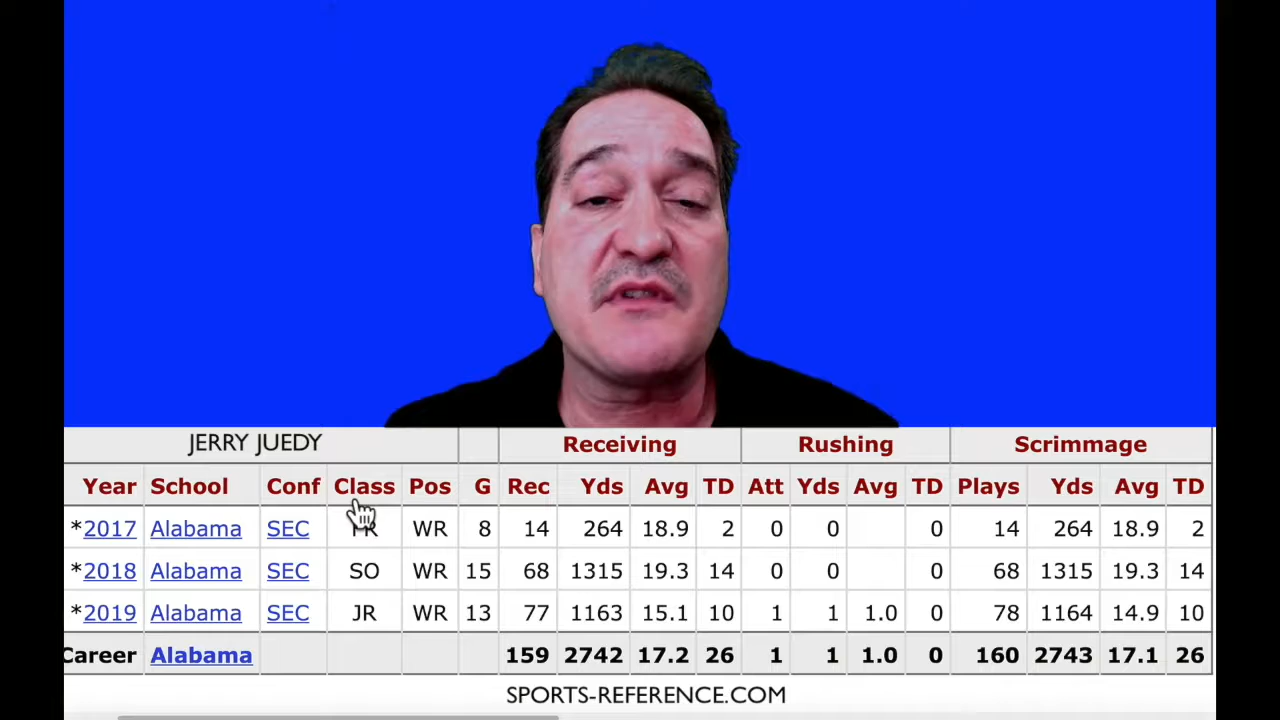 JERRY JUEDY Receiving Rushing Scrimmage
Year School Conf Class Pos G Rec Yds Avg TD Att Yds Avg TD Plays Yds Avg TD
*2017 Alabama SEC FR WR 8 14 264 18.9 2 0 0 0 14 264 18.9 2
*2018 Alabama SEC SO WR 15 68 1315 19.3 14 0 0 0 68 1315 19.3 14
*2019 Alabama SEC JR WR 13 77 1163 15.1 10 1 1 1.0 0 78 1164 14.9 10
Career Alabama 159 2742 17.2 26 1 1 1.0 0 160 2743 17.1 26
SPORTS-REFERENCE.COM